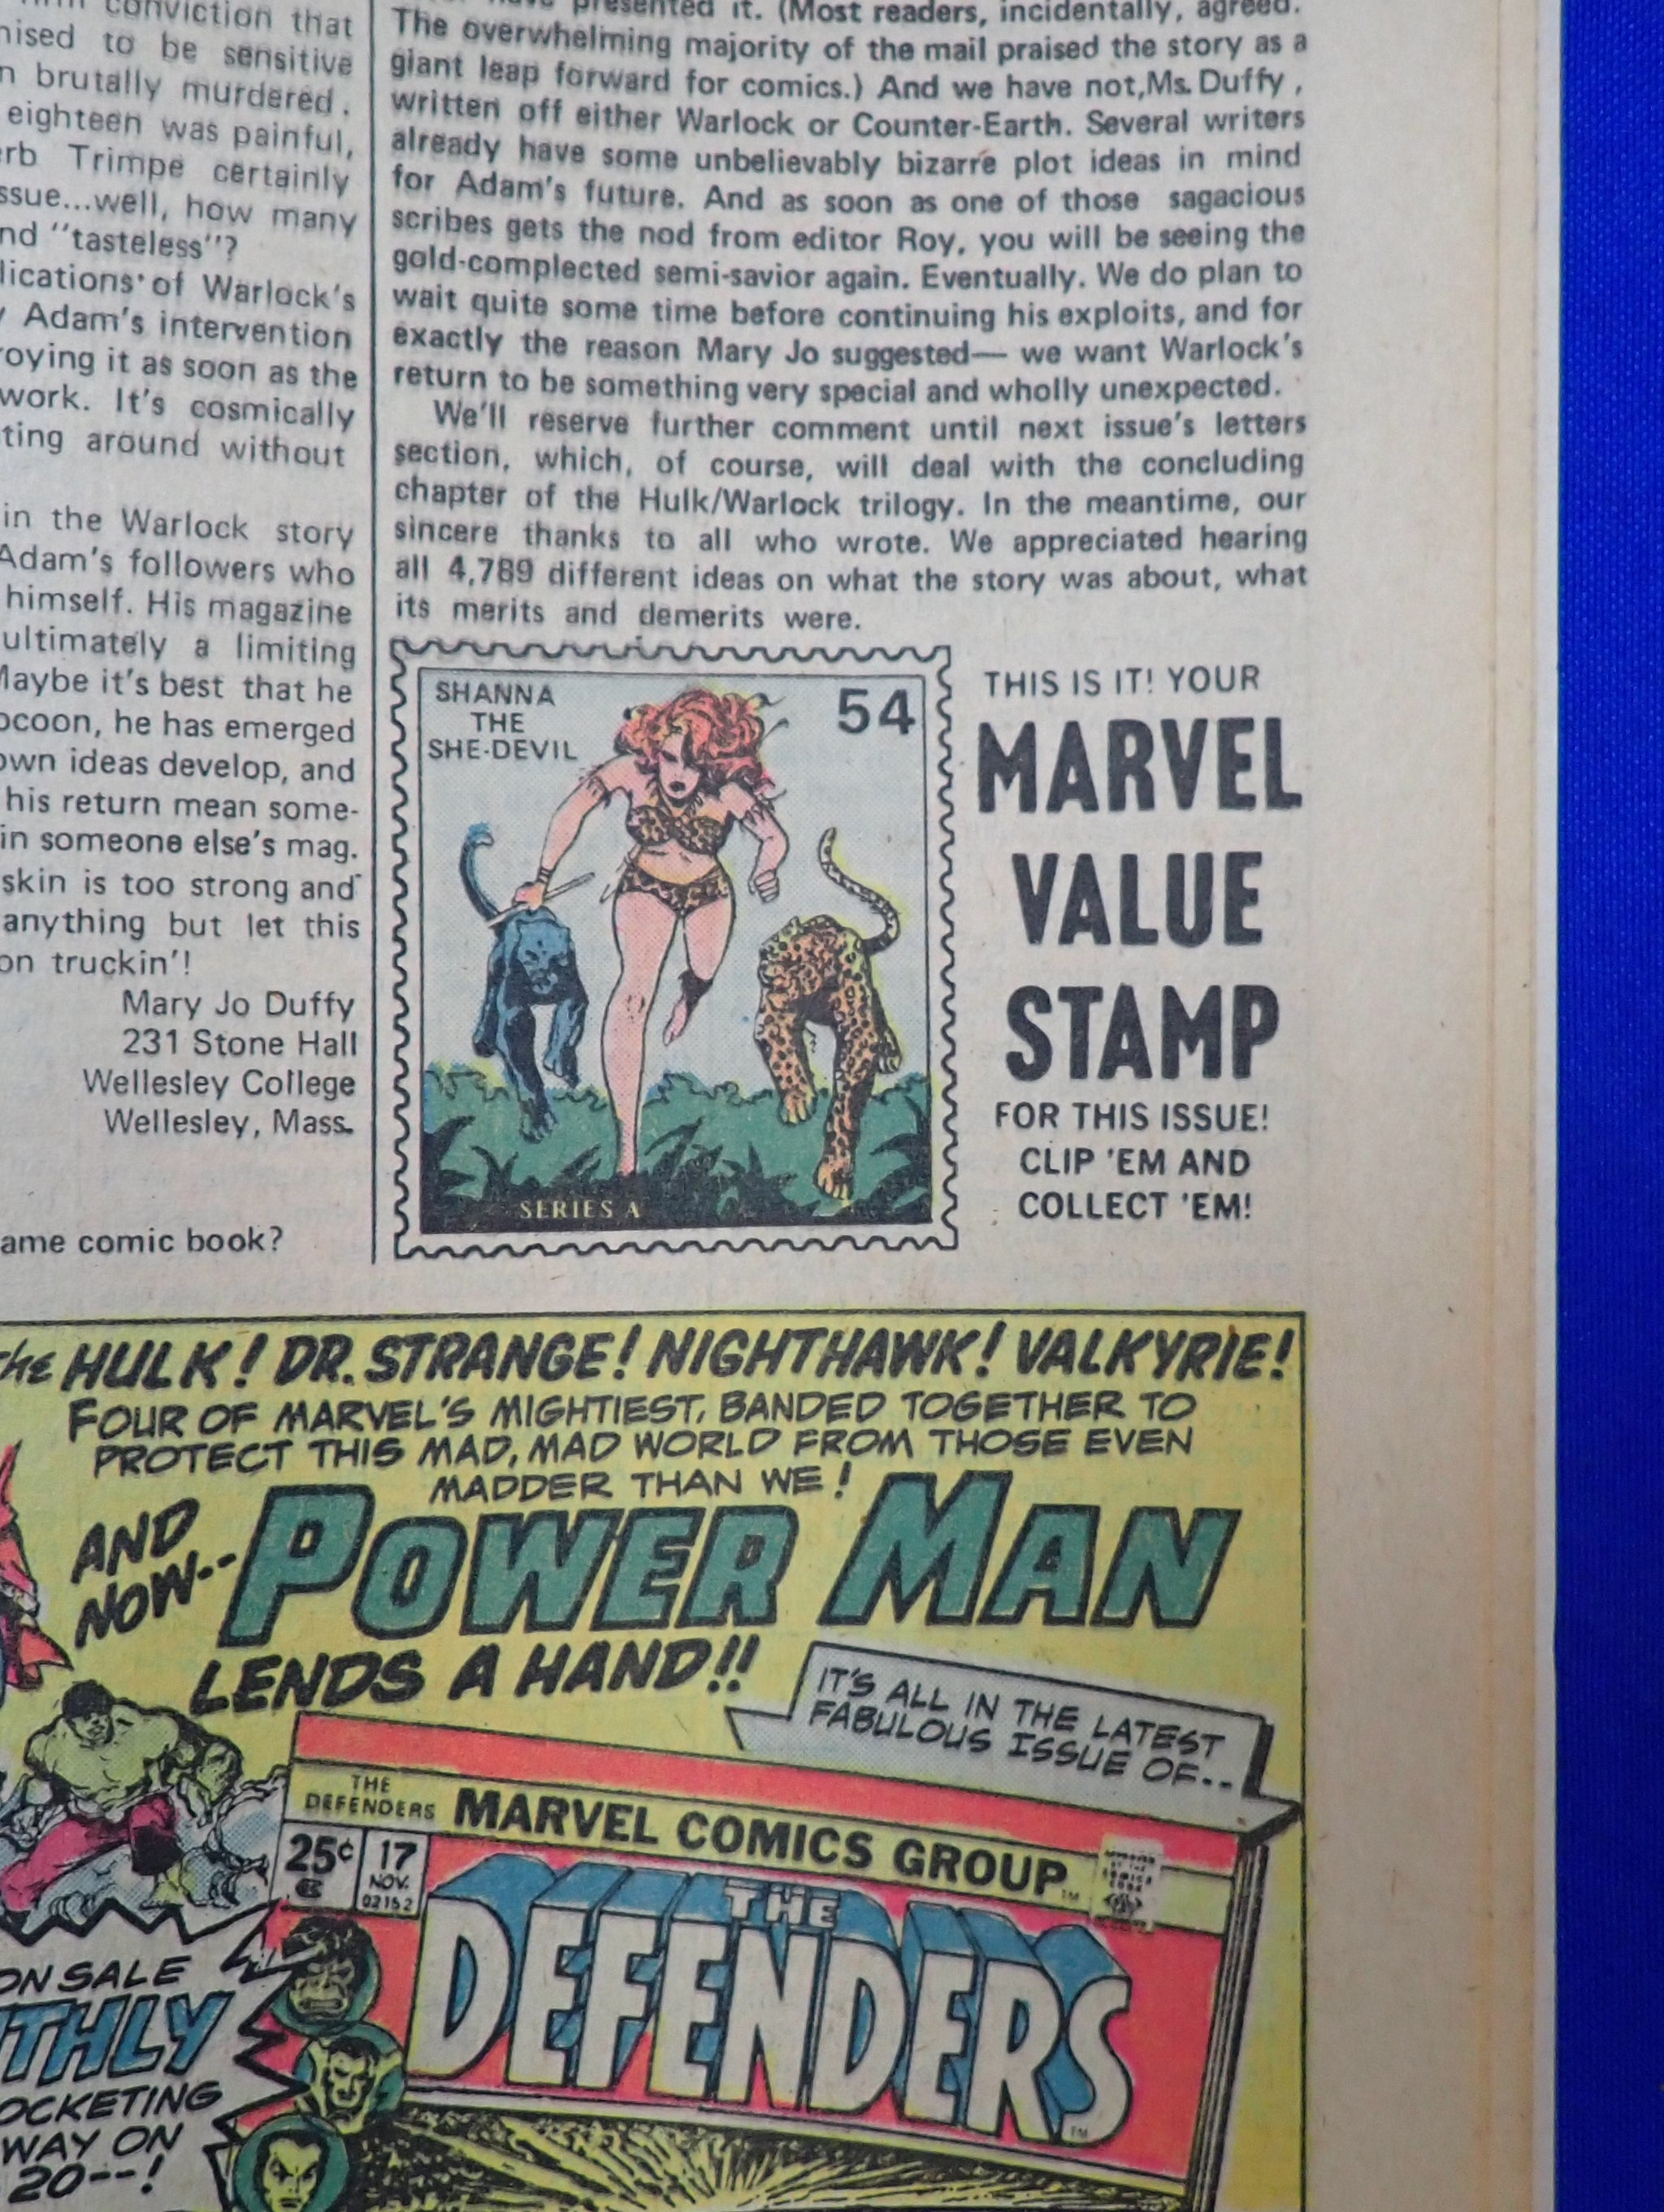 conviction that
to be sensitive
brutally murdered.
eighteen was painful,
Trimpe certainly
how many
"tasteless"?
of Warlock's
Adam's intervention
it as soon as the
work. It's cosmically
around without
in the Warlock story
Adam's followers who
himself. His magazine
ultimately a limiting
Maybe it's best that he
he has emerged
own ideas develop, and
his return mean some-
in someone else's mag.
skin is too strong and
anything but let this
on truckin'!
Mary Jo Duffy
231 Stone Hall
Wellesley College
Wellesley, Mass.
comic book?
presented it. (Most readers, incidentally, agreed.
The overwhelming majority of the mail praised the story as a
giant leap forward for comics.) And we have not,Ms. Duffy,
written off either Warlock or Counter-Earth. Several writers
already have some unbelievably bizarre plot ideas in mind
for Adam's future. And as soon as one of those sagacious
scribes gets the nod from editor Roy, you will be seeing the
gold-complected semi-savior again. Eventually. We do plan to
wait quite some time before continuing his exploits, and for
exactly the reason Mary Jo suggested— we want Warlock's
return to be something very special and wholly unexpected.
We'll reserve further comment until next issue's letters
section, which, of course, will deal with the concluding
chapter of the Hulk/Warlock trilogy. In the meantime, our
sincere thanks to all who wrote. We appreciated hearing
all 4,789 different ideas on what the story was about, what
its merits and demerits were.
SHANNA
THE
SHE-DEVIL
54
SERIES A
THIS IS IT! YOUR
MARVEL
VALUE
STAMP
FOR THIS ISSUE!
CLIP 'EM AND
COLLECT 'EM!
the HULK! DR. STRANGE! NIGHTHAWK! VALKYRIE!
FOUR OF MARVEL'S MIGHTIEST, BANDED TOGETHER TO
PROTECT THIS MAD, MAD WORLD FROM THOSE EVEN
MADDER THAN WE!
AND
NOW--
POWER MAN
LENDS A HAND!!
IT'S ALL IN THE LATEST
FABULOUS ISSUE OF--
THE
DEFENDERS
MARVEL COMICS GROUP
TM
25¢
17
NOV.
02152
THE
DEFENDERS
TM
ON SALE
WAY ON
20--!